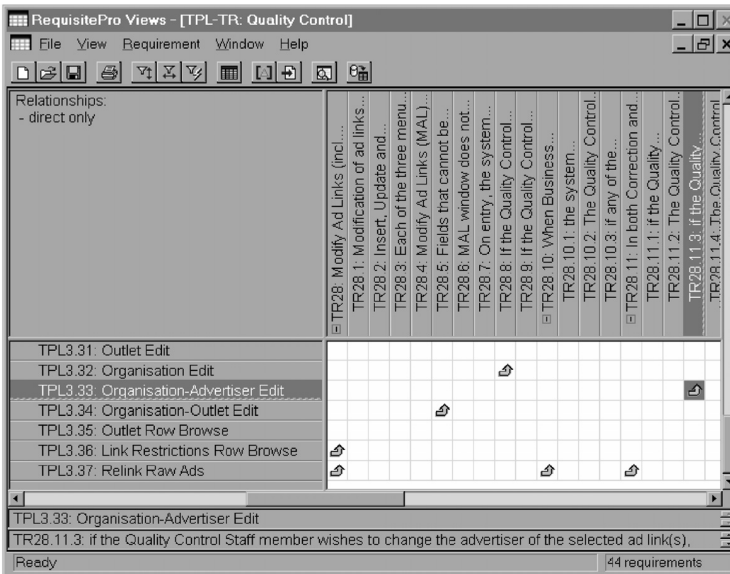 RequisitePro Views - [TPL-TR: Quality Control]
File View Requirement Window Help
Relationships:
- direct only
TR28: Modify Ad Links (incl....
TR28.1: Modification of ad links...
TR28.2: Insert, Update and...
TR28.3: Each of the three menu...
TR28.4: Modify Ad Links (MAL)...
TR28.5: Fields that cannot be...
TR28.6: MAL window does not...
TR28.7: On entry, the system...
TR28.8: If the Quality Control...
TR28.9: If the Quality Control...
TR28.10: When Business...
TR28.10.1: the system...
TR28.10.2: The Quality Control...
TR28.10.3: if any of the...
TR28.11: In both Correction and...
TR28.11.1: if the Quality...
TR28.11.2: The Quality Control...
TR28.11.3: if the Quality...
TR28.11.4: The Quality Control
TPL3.31: Outlet Edit
TPL3.32: Organisation Edit
TPL3.33: Organisation-Advertiser Edit
TPL3.34: Organisation-Outlet Edit
TPL3.35: Outlet Row Browse
TPL3.36: Link Restrictions Row Browse
TPL3.37: Relink Raw Ads
TPL3.33: Organisation-Advertiser Edit
TR28.11.3: if the Quality Control Staff member wishes to change the advertiser of the selected ad link(s),
Ready
44 requirements